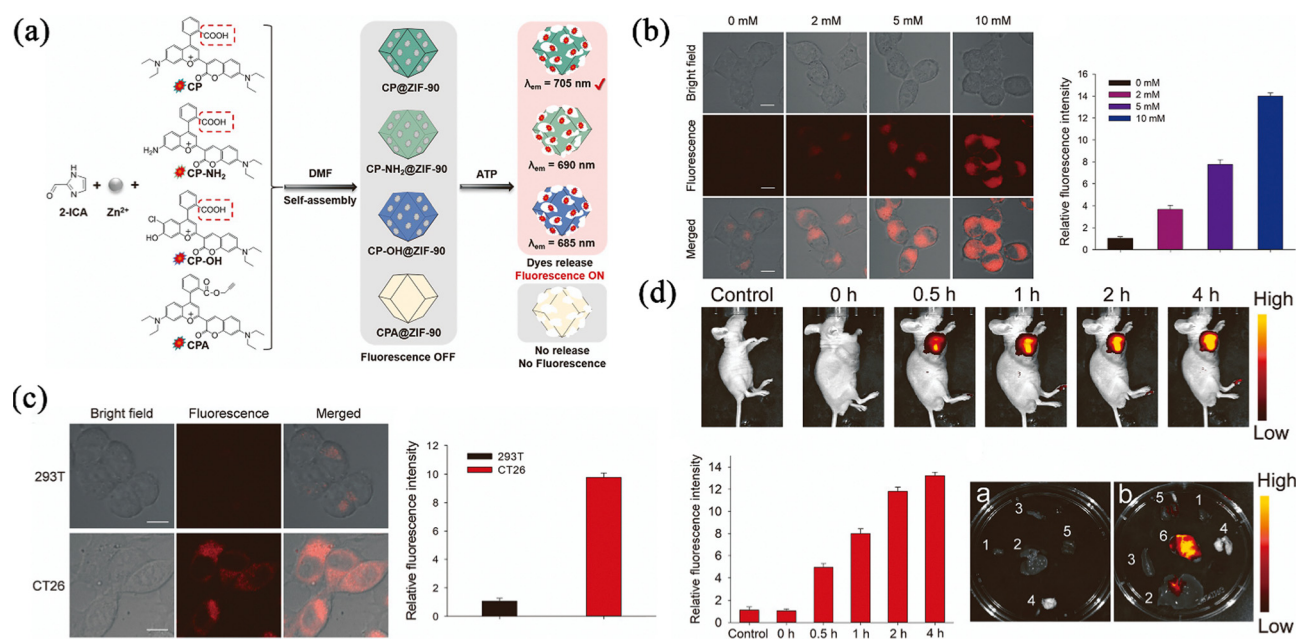 (a)
COOH
O+
N
O
O
N
CP
COOH
H₂N
O+
O
O
N
CP-NH₂
H
N
O
N
2-ICA
+
Zn²⁺
+
COOH
Cl
HO
O+
O
O
N
CP-OH
O
C-O
N
O+
O
O
N
CPA
DMF
Self-assembly
CP@ZIF-90
CP-NH₂@ZIF-90
CP-OH@ZIF-90
CPA@ZIF-90
Fluorescence OFF
ATP
λem = 705 nm ✓
λem = 690 nm
λem = 685 nm
Dyes release
Fluorescence ON
No release
No Fluorescence
(b)
0 mM 2 mM 5 mM 10 mM
Bright field
Fluorescence
Merged
Relative fluorescence intensity
16
14
12
10
8
6
4
2
0
0 mM
2 mM
5 mM
10 mM
(c)
Bright field Fluorescence Merged
293T
CT26
Relative fluorescence intensity
12
10
8
6
4
2
0
293T
CT26
(d)
Control 0 h 0.5 h 1 h 2 h 4 h
High
Low
Relative fluorescence intensity
14
12
10
8
6
4
2
0
Control 0 h 0.5 h 1 h 2 h 4 h
a
3
5
1 2
4
b
5 1
6 4
3
2
High
Low